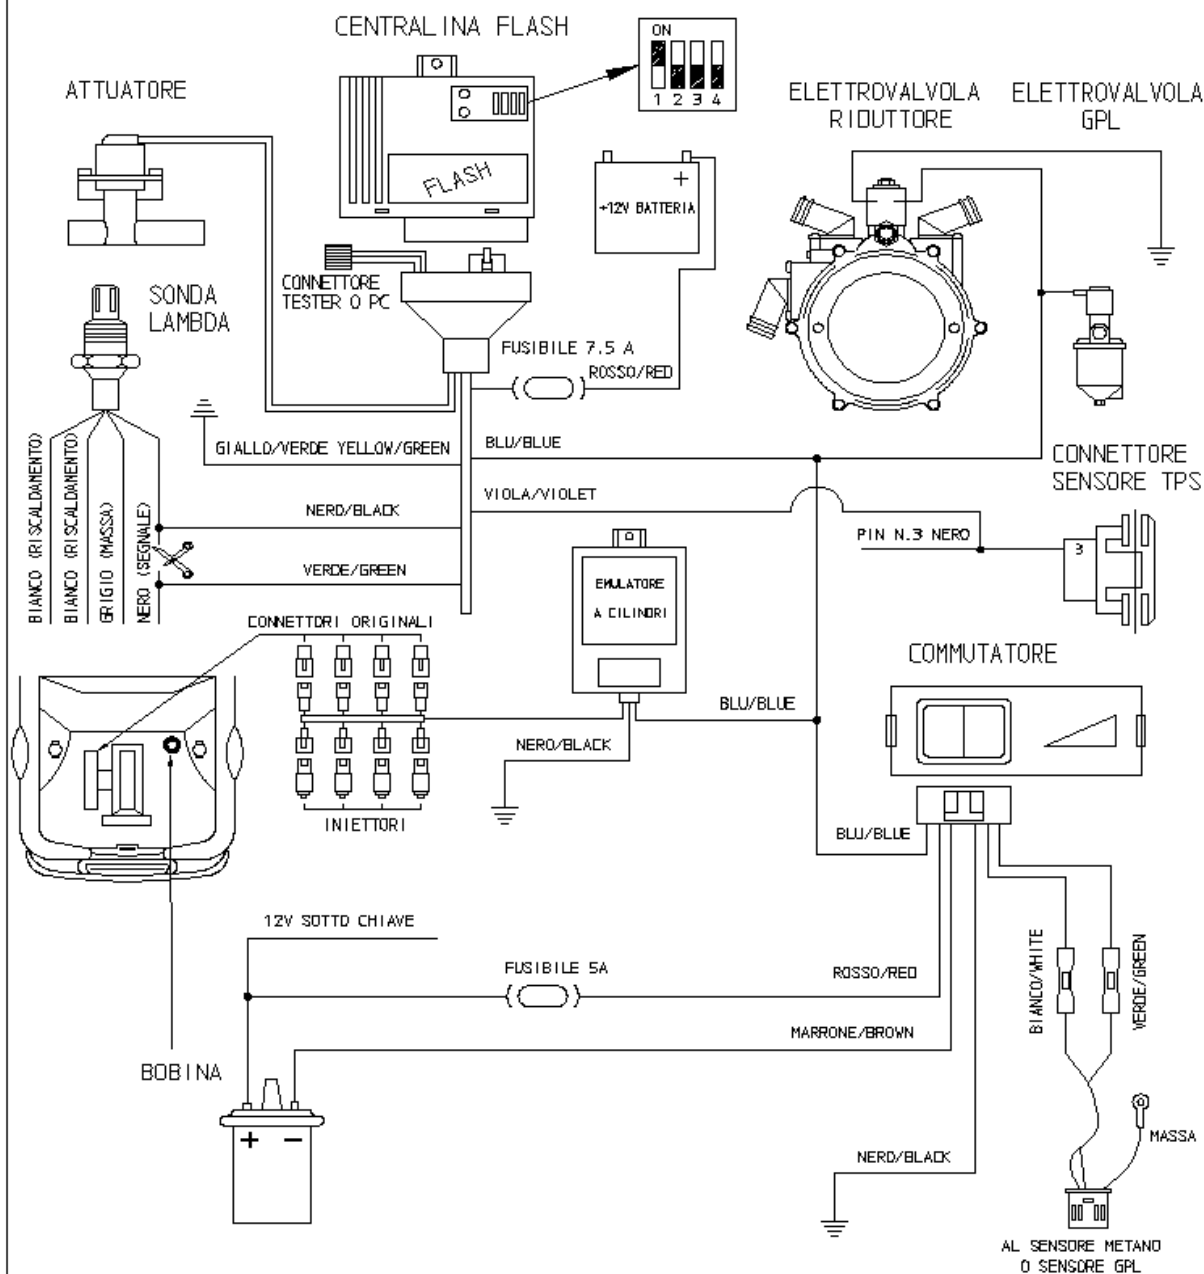 CENTRALINA FLASH
ON
1 2 3 4
ATTUATORE
ELETTROVALVOLA
RIDUTTORE
ELETTROVALVOLA
GPL
FLASH
+
+12V BATTERIA
CONNETTORE
TESTER O PC
SONDA
LAMBDA
FUSIBILE 7.5 A
ROSSO/RED
GIALLO/VERDE YELLOW/GREEN
BLU/BLUE
CONNETTORE
SENSORE TPS
VIOLA/VIOLET
NERO/BLACK
PIN N.3 NERO
3
BIANCO (RISCALDAMENTO)
BIANCO (RISCALDAMENTO)
GRIGIO (MASSA)
NERO (SEGNALE)
VERDE/GREEN
EMULATORE
A CILINDRI
CONNETTORI ORIGINALI
COMMUTATORE
BLU/BLUE
NERO/BLACK
INIETTORI
BLU/BLUE
12V SOTTO CHIAVE
FUSIBILE 5A
ROSSO/RED
BIANCO/WHITE
VERDE/GREEN
MARRONE/BROWN
BOBINA
+ -
MASSA
NERO/BLACK
AL SENSORE METANO
O SENSORE GPL